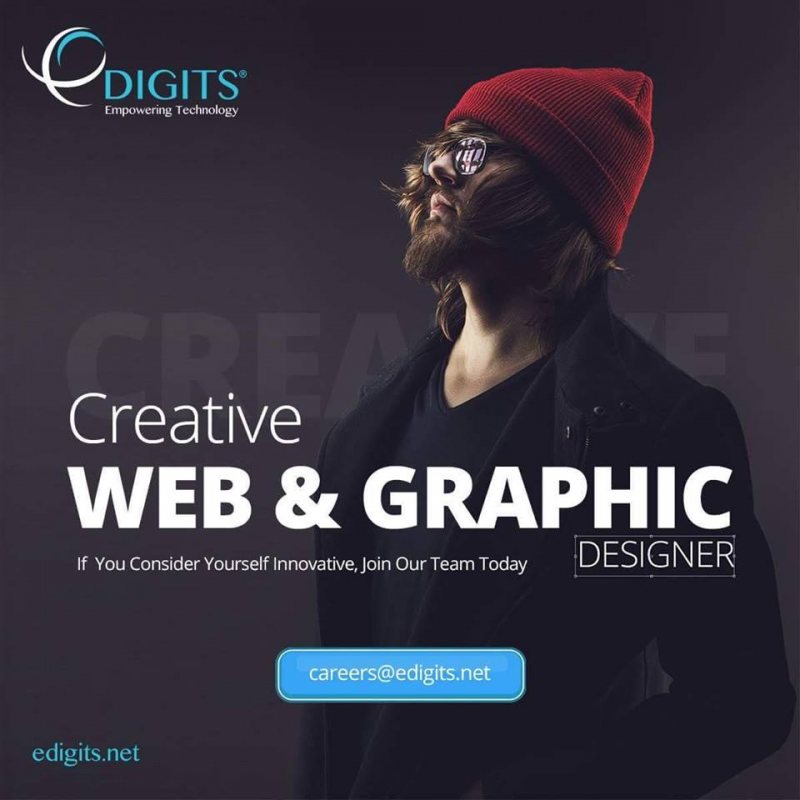 eDIGITS®
Empowering Technology
CREATIVE
Creative
WEB & GRAPHIC
DESIGNER
If You Consider Yourself Innovative, Join Our Team Today
careers@edigits.net
edigits.net